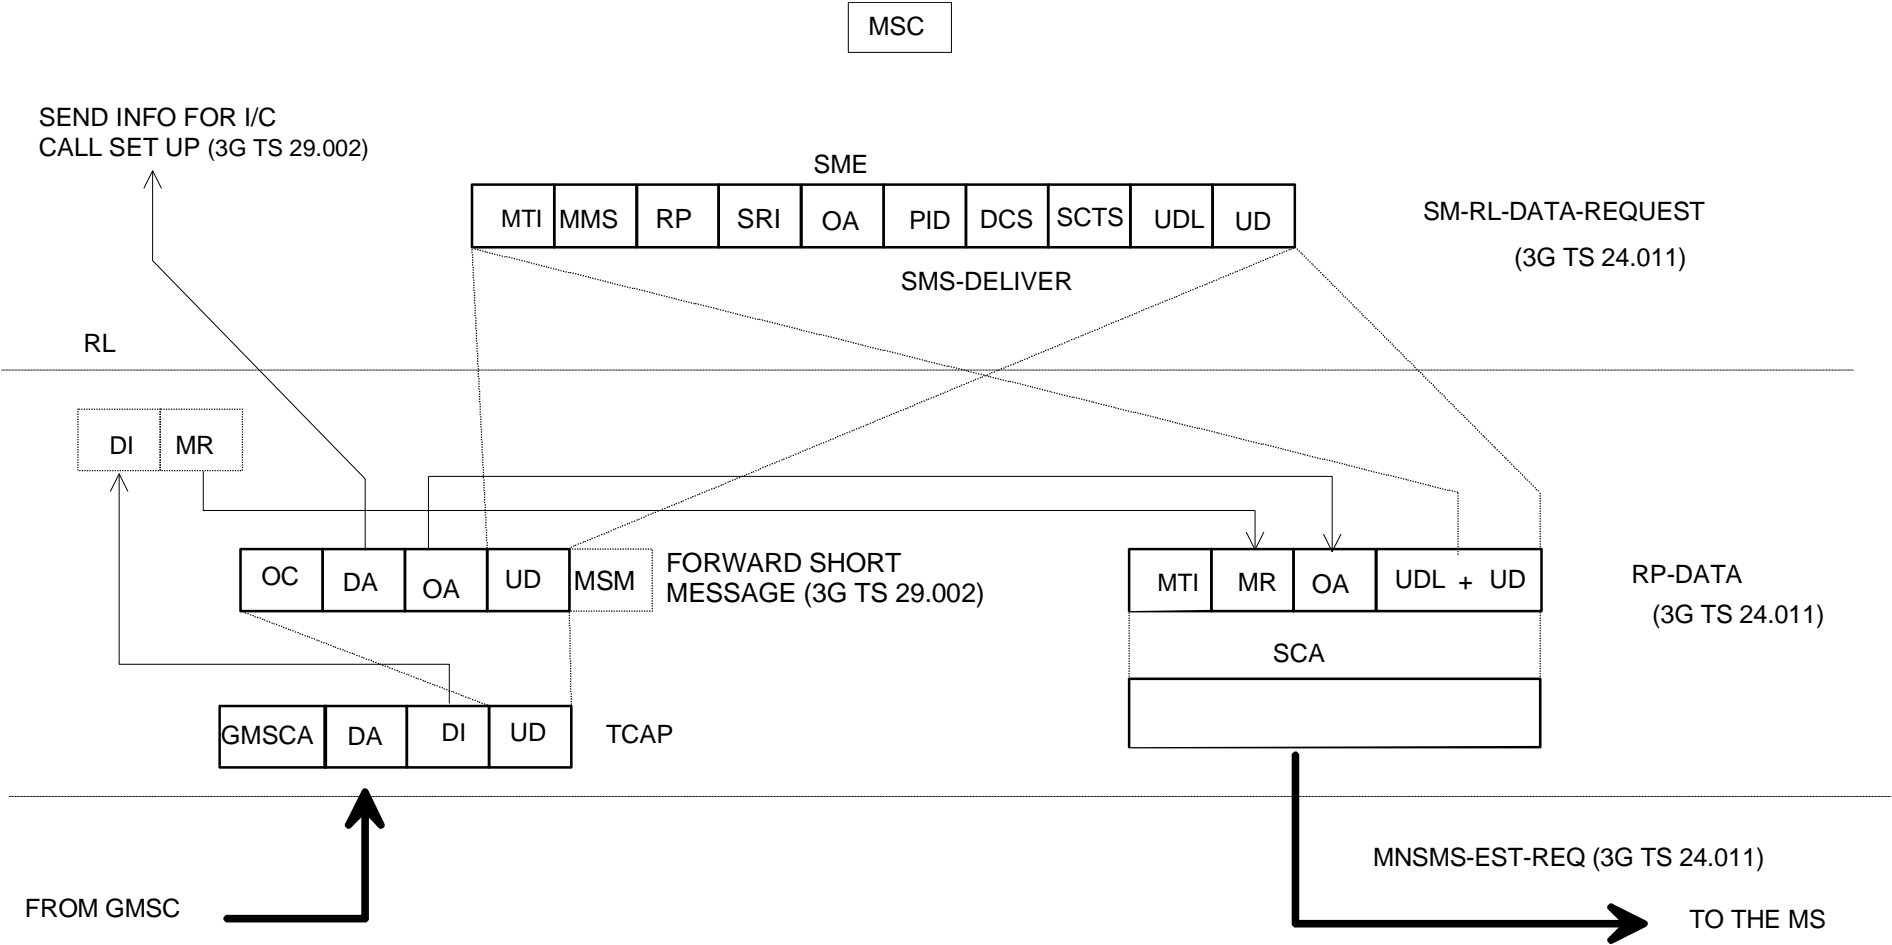 MSC
SEND INFO FOR I/C
CALL SET UP (3G TS 29.002)
SME
MTI MMS RP SRI OA PID DCS SCTS UDL UD
SM-RL-DATA-REQUEST
(3G TS 24.011)
SMS-DELIVER
RL
DI MR
OC DA OA UD MSM
FORWARD SHORT
MESSAGE (3G TS 29.002)
MTI MR OA UDL + UD
RP-DATA
(3G TS 24.011)
SCA
GMSCA DA DI UD
TCAP
MNSMS-EST-REQ (3G TS 24.011)
FROM GMSC
TO THE MS